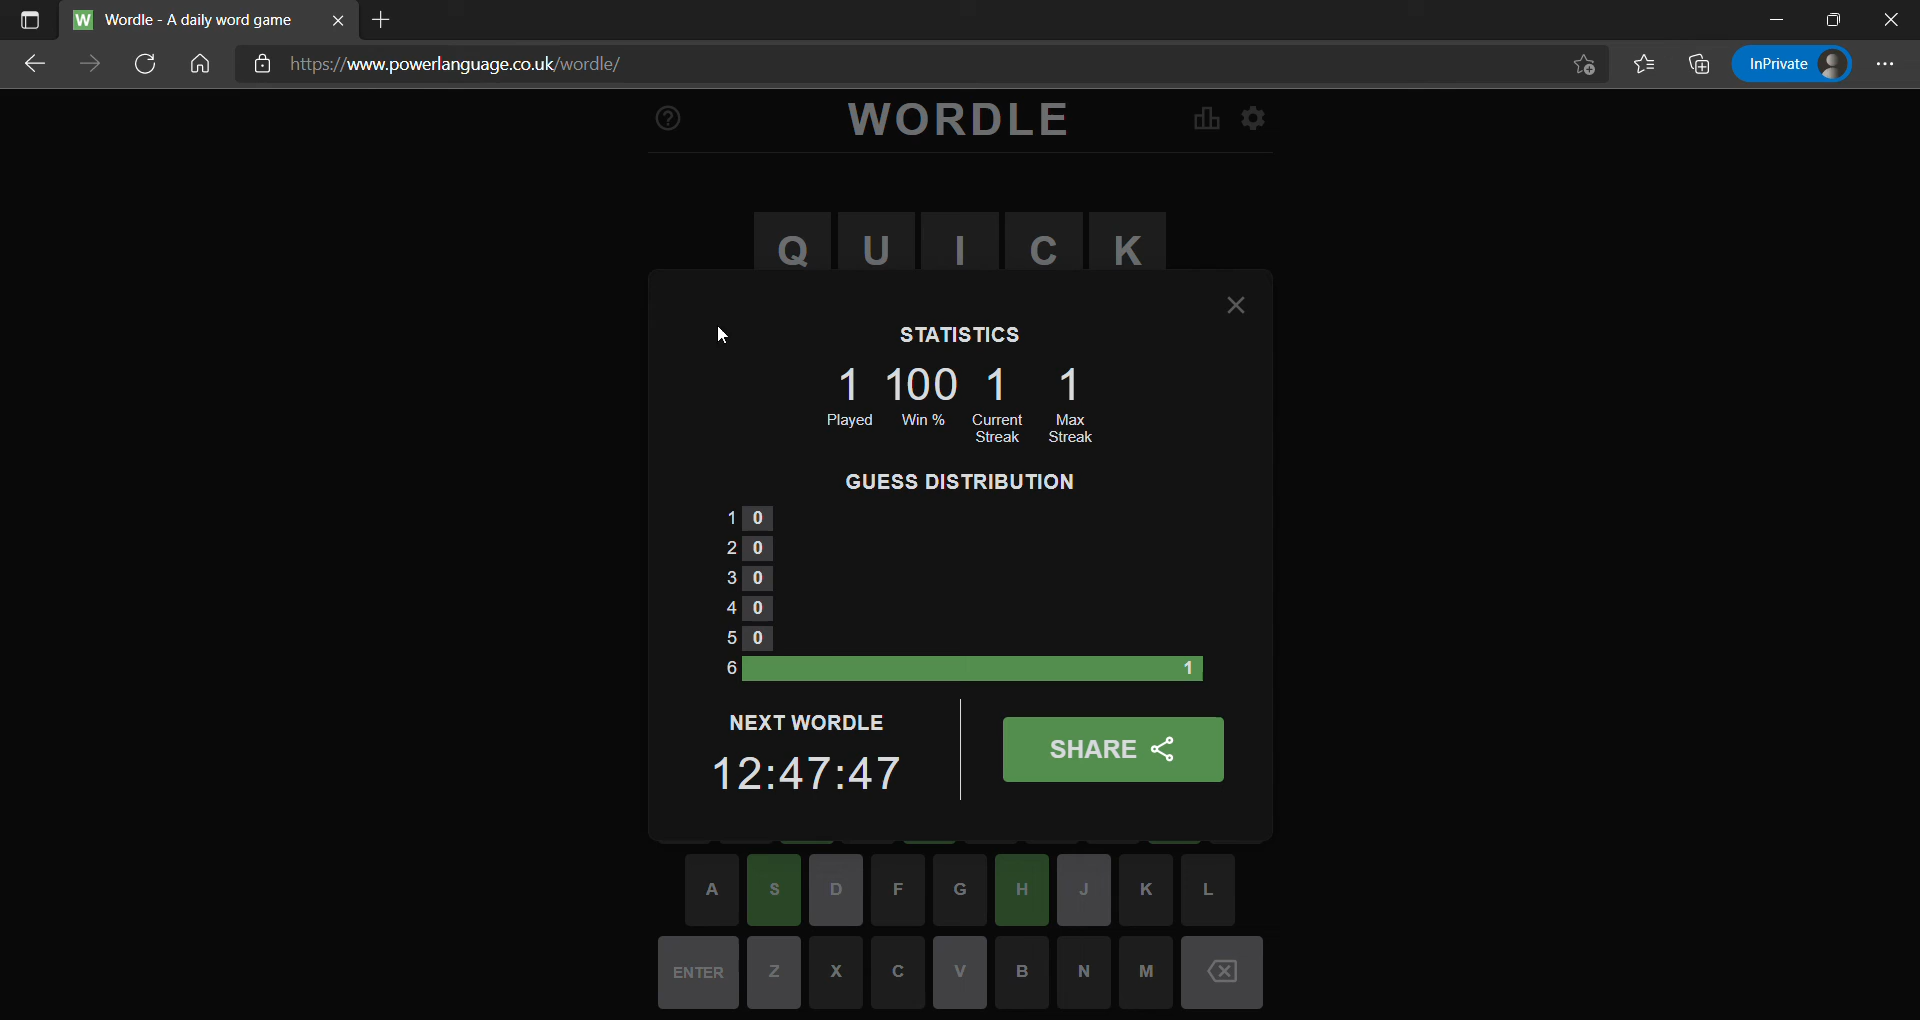 W Wordle - A daily word game
https://www.powerlanguage.co.uk/wordle/
InPrivate
WORDLE
Q U I C K
STATISTICS
1 100 1 1
Played Win % Current Streak Max Streak
GUESS DISTRIBUTION
1 0
2 0
3 0
4 0
5 0
6 1
NEXT WORDLE
12:47:47
SHARE
A S D F G H J K L
ENTER Z X C V B N M